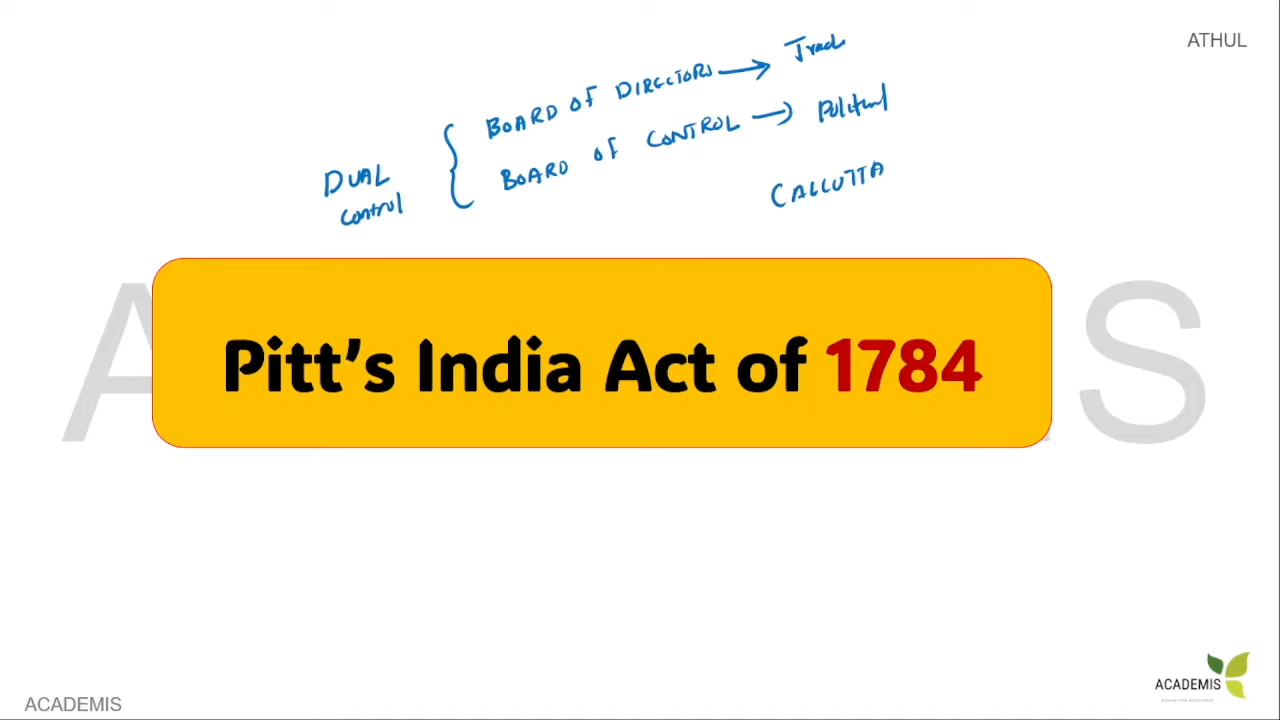 ATHUL
BOARD OF DIRECTORS → Trade
BOARD OF CONTROL → Political
DUAL
control
CALCUTTA
Pitt's India Act of 1784
A S
ACADEMIS
ACADEMIS